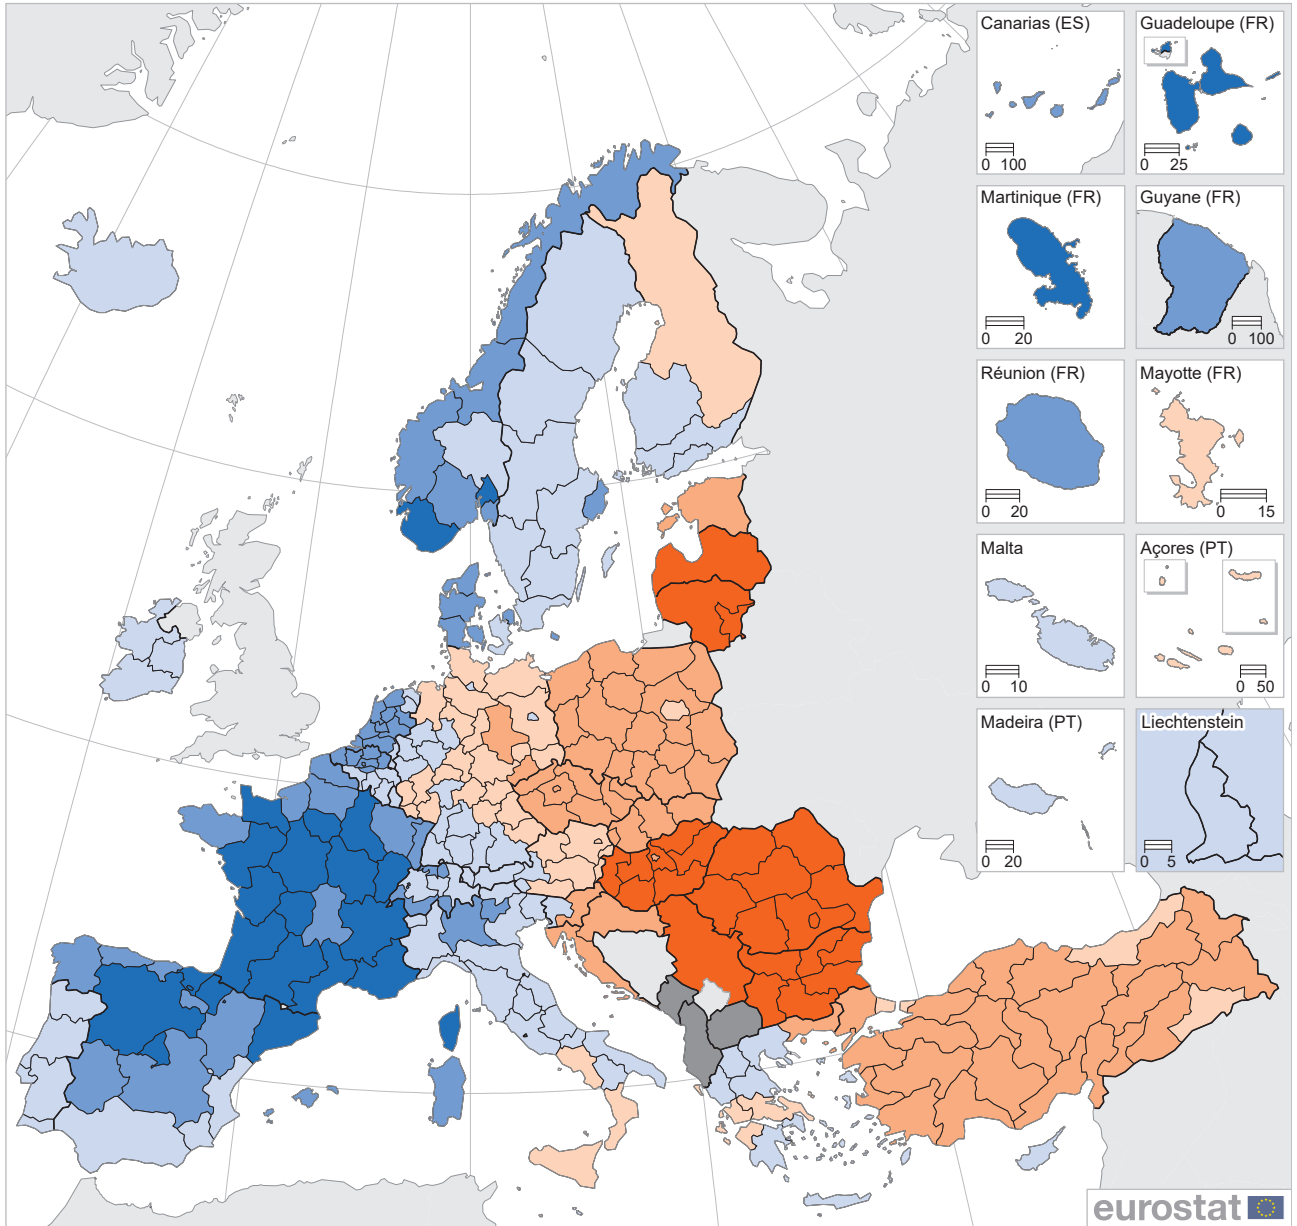 Canarias (ES)
0 100
Guadeloupe (FR)
0 25
Martinique (FR)
0 20
Guyane (FR)
0 100
Réunion (FR)
0 20
Mayotte (FR)
0 15
Malta
0 10
Açores (PT)
0 50
Madeira (PT)
0 20
Liechtenstein
0 5
eurostat